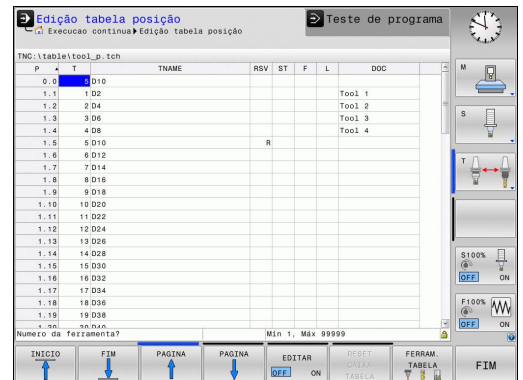 Edição tabela posição
Execucao continua▶Edição tabela posição
Teste de programa
TNC:\table\tool_p.tch
P T TNAME RSV ST F L DOC
0.0 5 D10
1.1 1 D2 Tool 1
1.2 2 D4 Tool 2
1.3 3 D6 Tool 3
1.4 4 D8 Tool 4
1.5 5 D10 R
1.6 6 D12
1.7 7 D14
1.8 8 D16
1.9 9 D18
1.10 10 D20
1.11 11 D22
1.12 12 D24
1.13 13 D26
1.14 14 D28
1.15 15 D30
1.16 16 D32
1.17 17 D34
1.18 18 D36
1.19 19 D38
1.20 20 D40
Numero da ferramenta?
Min 1, Máx 99999
M
S
T
S100%
OFF ON
F100%
OFF ON
INICIO
FIM
PAGINA
PAGINA
EDITAR
OFF ON
RESET
CAIXA
TABELA
FERRAM.
TABELA
FIM